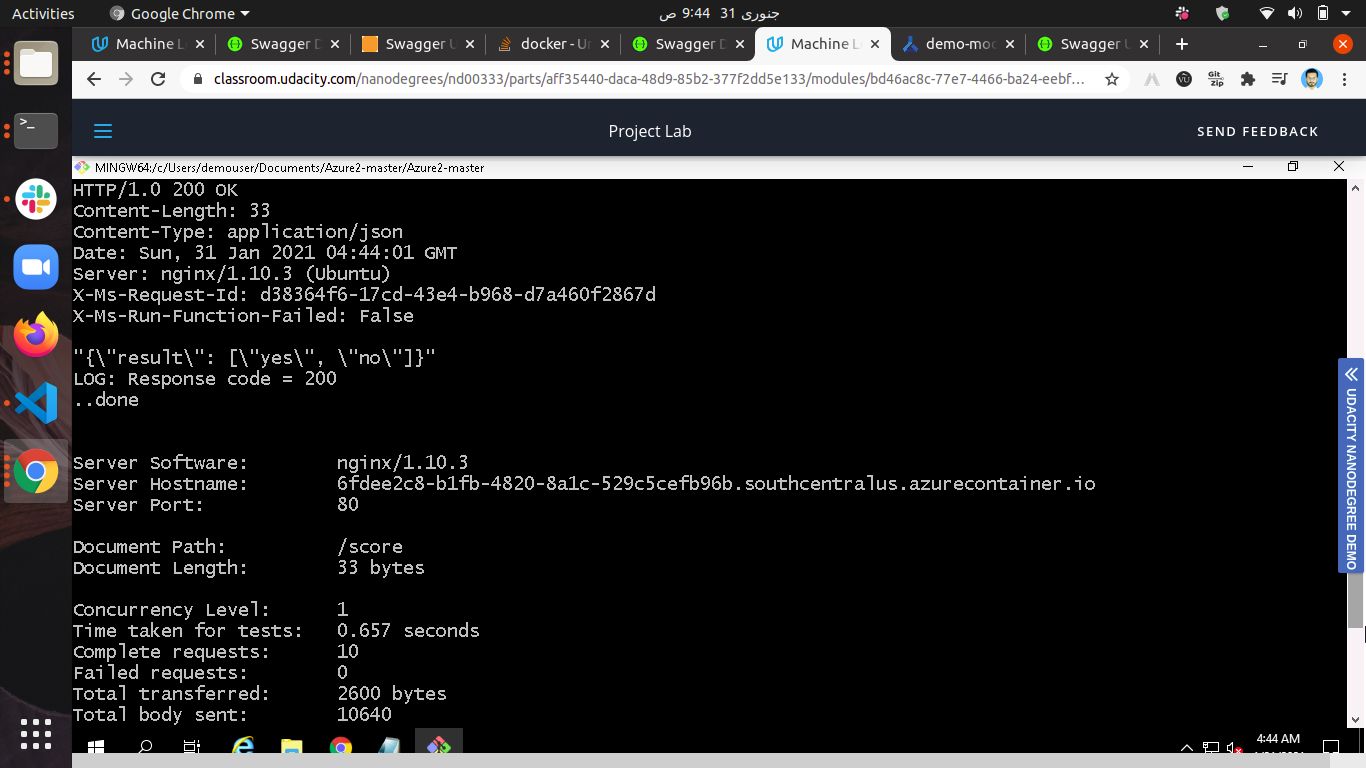 Activities
Google Chrome
جنوری 31 9:44 ص
Machine L
Swagger D
Swagger U
docker - Un
Swagger D
Machine Le
demo-mod
Swagger U
classroom.udacity.com/nanodegrees/nd00333/parts/aff35440-daca-48d9-85b2-377f2dd5e133/modules/bd46ac8c-77e7-4466-ba24-eebf...
Project Lab
SEND FEEDBACK
MINGW64:/c/Users/demouser/Documents/Azure2-master/Azure2-master
HTTP/1.0 200 OK
Content-Length: 33
Content-Type: application/json
Date: Sun, 31 Jan 2021 04:44:01 GMT
Server: nginx/1.10.3 (Ubuntu)
X-Ms-Request-Id: d38364f6-17cd-43e4-b968-d7a460f2867d
X-Ms-Run-Function-Failed: False
"{\"result\": [\"yes\", \"no\"]}"
LOG: Response code = 200
..done
Server Software: nginx/1.10.3
Server Hostname: 6fdee2c8-b1fb-4820-8a1c-529c5cefb96b.southcentralus.azurecontainer.io
Server Port: 80
Document Path: /score
Document Length: 33 bytes
Concurrency Level: 1
Time taken for tests: 0.657 seconds
Complete requests: 10
Failed requests: 0
Total transferred: 2600 bytes
Total body sent: 10640
UDACITY NANODEGREE DEMO
4:44 AM